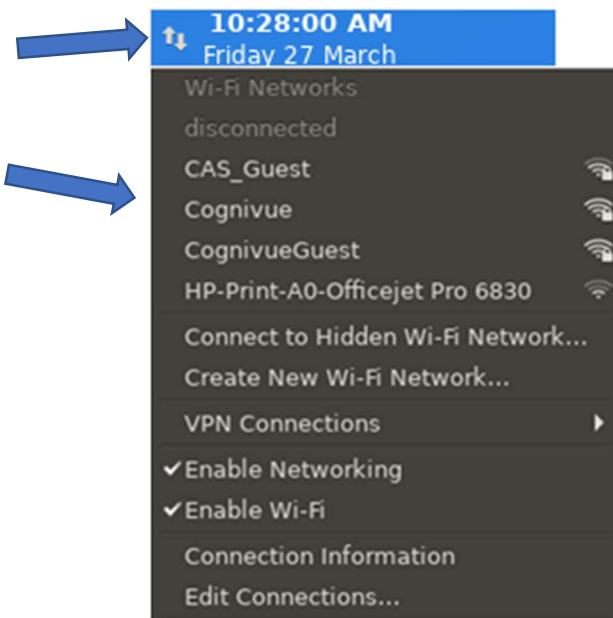 10:28:00 AM
Friday 27 March
Wi-Fi Networks
disconnected
CAS_Guest
Cognivue
CognivueGuest
HP-Print-A0-Officejet Pro 6830
Connect to Hidden Wi-Fi Network...
Create New Wi-Fi Network...
VPN Connections
Enable Networking
Enable Wi-Fi
Connection Information
Edit Connections...